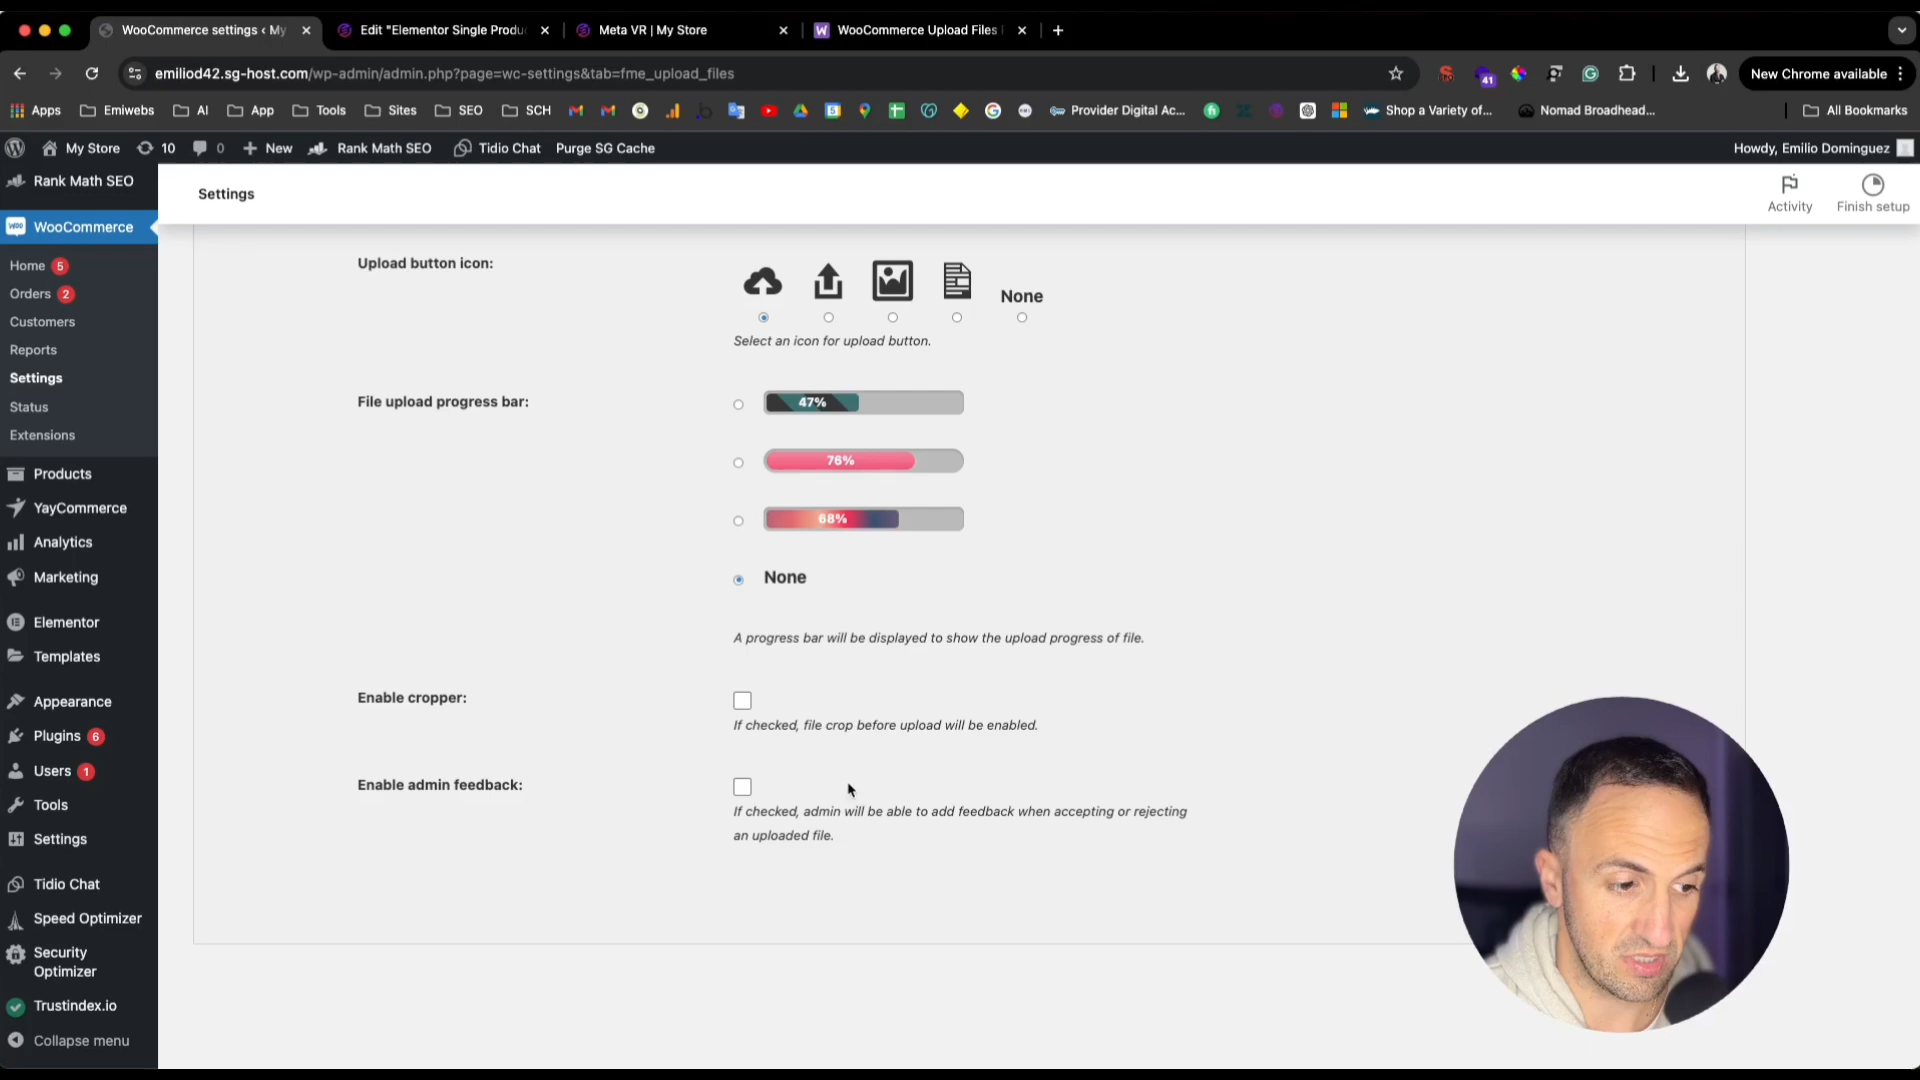 WooCommerce settings ‹ My
Edit "Elementor Single Produ
Meta VR | My Store
WooCommerce Upload Files
emiliod42.sg-host.com/wp-admin/admin.php?page=wc-settings&tab=fme_upload_files
41
New Chrome available
Apps
Emiwebs
AI
App
Tools
Sites
SEO
SCH
Provider Digital Ac...
Shop a Variety of...
Nomad Broadhead...
All Bookmarks
My Store
10
0
New
Rank Math SEO
Tidio Chat
Purge SG Cache
Howdy, Emilio Dominguez
Rank Math SEO
WooCommerce
Home 5
Orders 2
Customers
Reports
Settings
Status
Extensions
Products
YayCommerce
Analytics
Marketing
Elementor
Templates
Appearance
Plugins 6
Users 1
Tools
Settings
Tidio Chat
Speed Optimizer
Security
Optimizer
Trustindex.io
Collapse menu
Settings
Activity
Finish setup
Upload button icon:
None
Select an icon for upload button.
File upload progress bar:
47%
76%
68%
None
A progress bar will be displayed to show the upload progress of file.
Enable cropper:
If checked, file crop before upload will be enabled.
Enable admin feedback:
If checked, admin will be able to add feedback when accepting or rejecting
an uploaded file.